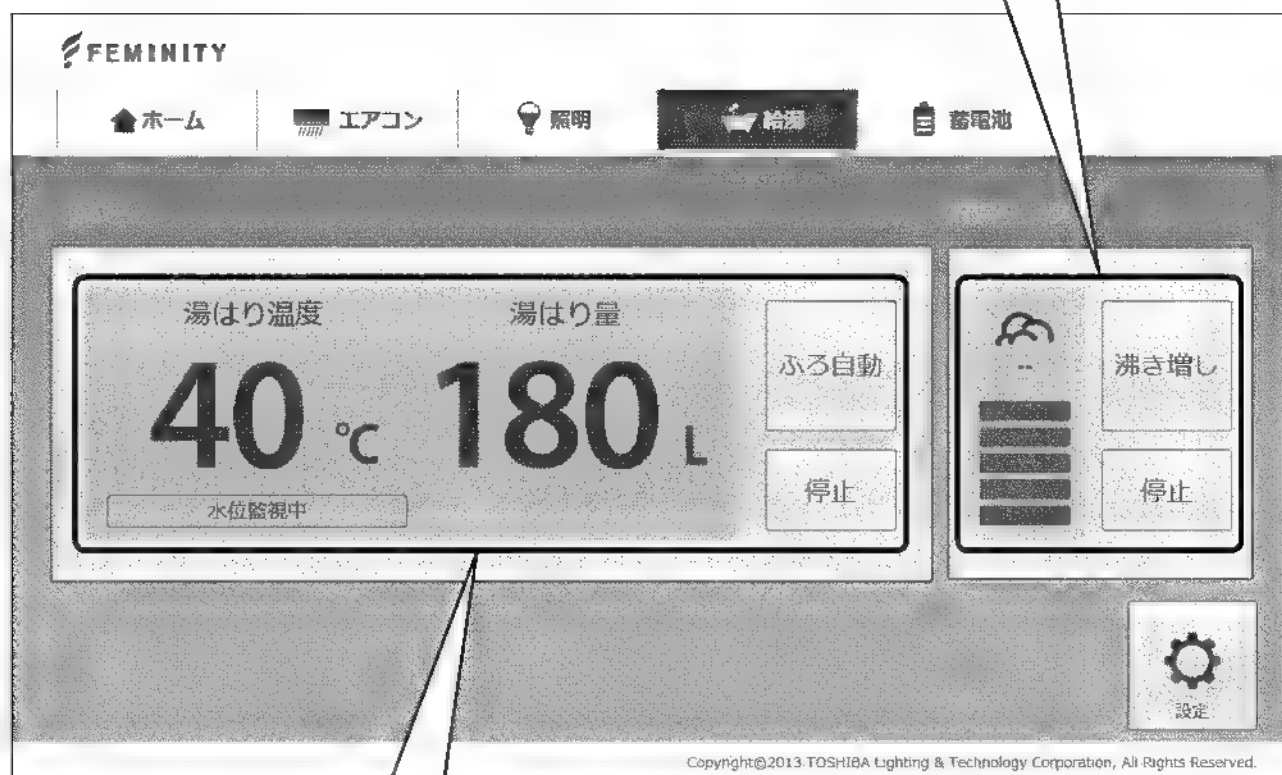 FEMINITY
ホーム エアコン 照明 給湯 蓄電池
湯はり温度 湯はり量
40 ℃ 180 L
水位監視中
ふろ自動
停止
--
沸き増し
停止
設定
Copyright©2013 TOSHIBA Lighting & Technology Corporation, All Rights Reserved.